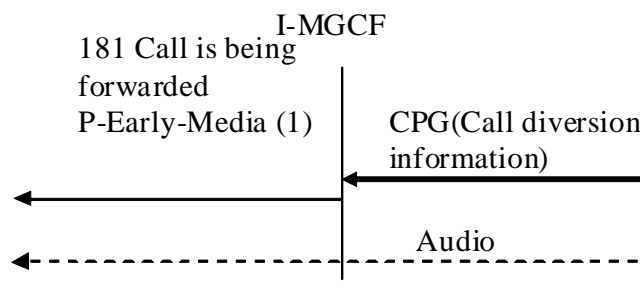 I-MGCF
181 Call is being
forwarded
P-Early-Media (1)
CPG(Call diversion
information)
Audio